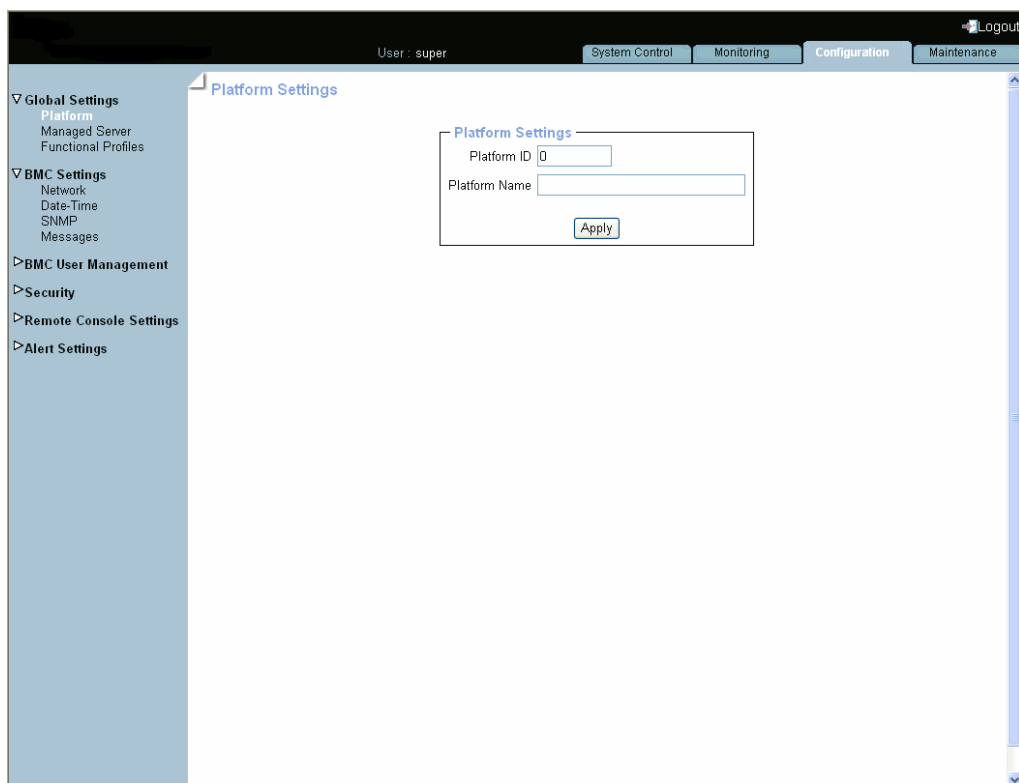 Logout
User : super
System Control
Monitoring
Configuration
Maintenance
Global Settings
Platform
Managed Server
Functional Profiles
BMC Settings
Network
Date-Time
SNMP
Messages
BMC User Management
Security
Remote Console Settings
Alert Settings
Platform Settings
Platform Settings
Platform ID 0
Platform Name
Apply